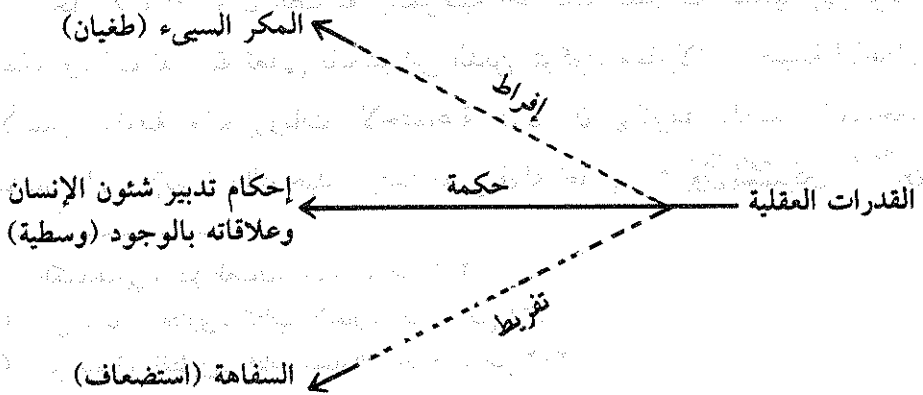 المكر السيىء (طغيان)
إفراط
القدرات العقلية
حكمة
إحكام تدبير شئون الإنسان
وعلاقاته بالوجود (وسطية)
تفريط
السفاهة (استضعاف)